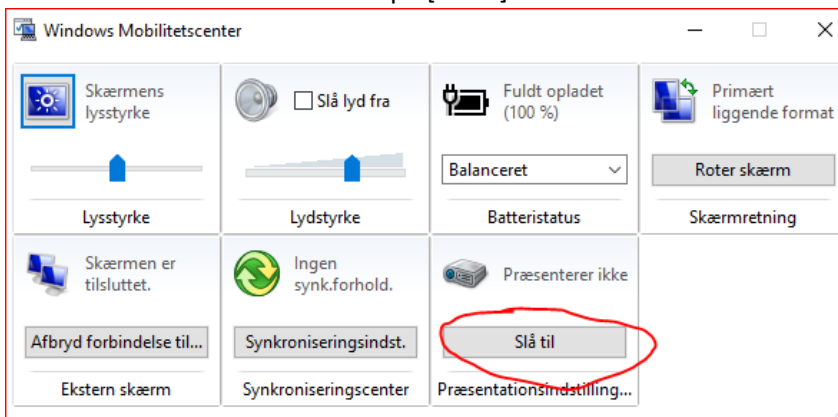 Windows Mobilitetscenter
Skærmens
lysstyrke
Lysstyrke
Slå lyd fra
Lydstyrke
Fuldt opladet
(100 %)
Balanceret
Batteristatus
Primært
liggende format
Roter skærm
Skærmretning
Skærmen er
tilsluttet.
Afbryd forbindelse til...
Ekstern skærm
Ingen
synk.forhold.
Synkroniseringsindst.
Synkroniseringscenter
Præsenterer ikke
Slå til
Præsentationsindstilling...